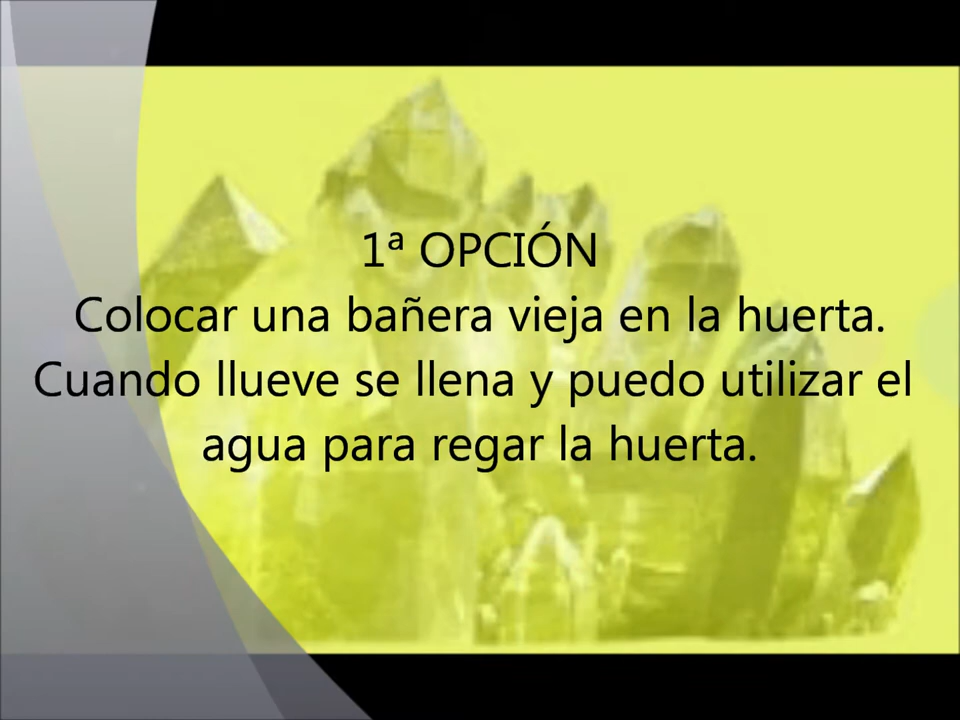 1ª OPCIÓN
Colocar una bañera vieja en la huerta.
Cuando llueve se llena y puedo utilizar el
agua para regar la huerta.